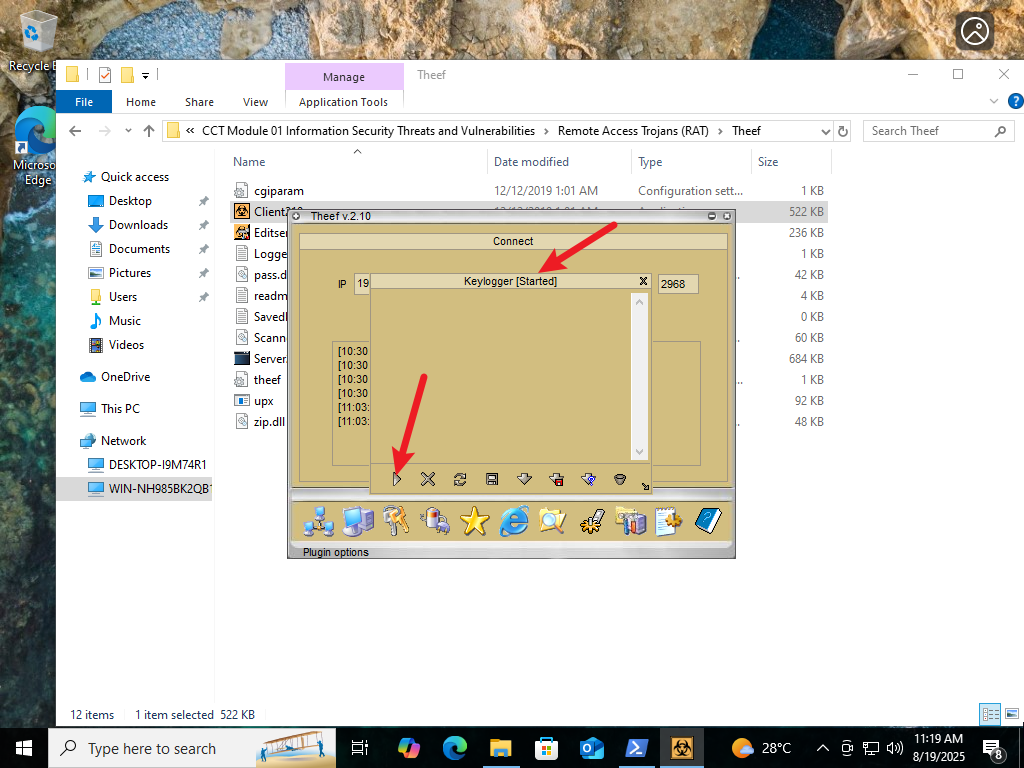 Recycle B
Manage
Theef
File
Home
Share
View
Application Tools
« CCT Module 01 Information Security Threats and Vulnerabilities › Remote Access Trojans (RAT) › Theef
Search Theef
Name
Date modified
Type
Size
Microso
Edge
Quick access
Desktop
Downloads
Documents
Pictures
Users
Music
Videos
OneDrive
This PC
Network
DESKTOP-I9M74R1
WIN-NH985BK2QB
cgiparam
12/12/2019 1:01 AM
Configuration sett...
1 KB
Client210
522 KB
Editse
236 KB
Logge
1 KB
pass.d
42 KB
readm
4 KB
Saved
0 KB
Scann
60 KB
Server
684 KB
theef
1 KB
upx
92 KB
zip.dll
48 KB
Theef v.2.10
Connect
IP
19
2968
Keylogger [Started]
[10:30
[10:30
[10:30
[10:30
[11:03:
[11:03:
Plugin options
12 items
1 item selected 522 KB
Type here to search
28°C
11:19 AM
8/19/2025
8